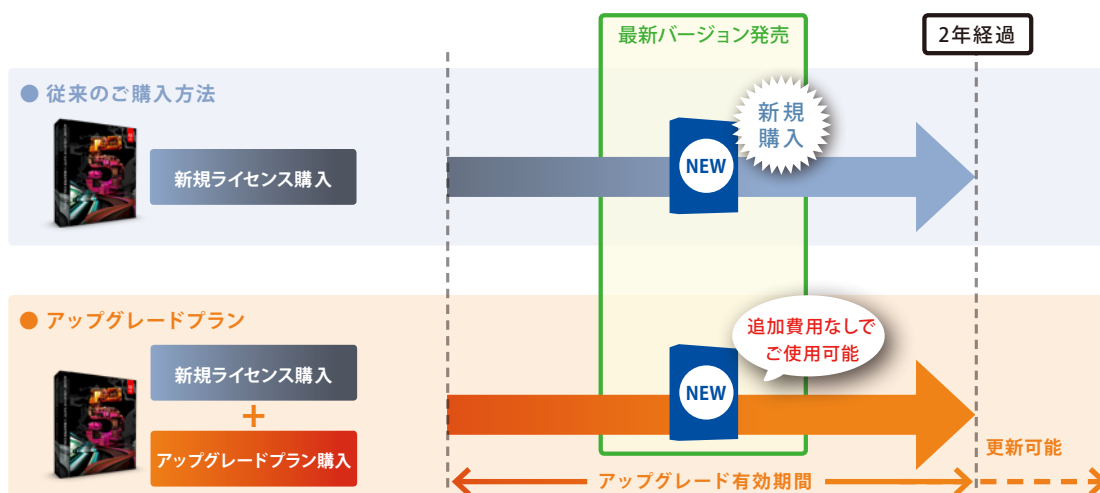 最新バージョン発売
2年経過
従来のご購入方法
新規
購入
新規ライセンス購入
NEW
アップグレードプラン
追加費用なしで
ご使用可能
新規ライセンス購入
NEW
+
アップグレードプラン購入
更新可能
アップグレード有効期間